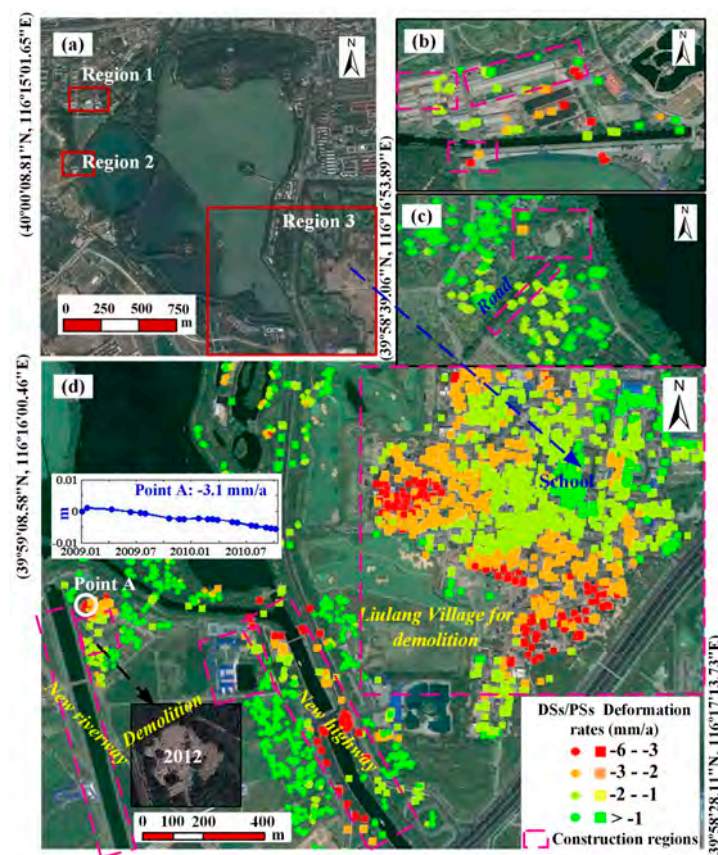 (a)
N
Region 1
Region 2
Region 3
0 250 500 750
m
(40°00'08.81"N, 116°15'01.65"E)
(39°58'39.06"N, 116°16'53.89"E)
(b)
N
(c)
N
Road
(d)
N
(39°59'08.58"N, 116°16'00.46"E)
(39°58'28.11"N, 116°17'13.73"E)
0.01
m
0
-0.01
Point A: -3.1 mm/a
2009.01 2009.07 2010.01 2010.07
School
Point A
Liulang Village for
demolition
New riverway
Demolition
2012
New highway
0 100 200 300 400
m
DSs/PSs Deformation
rates (mm/a)
-6 - -3
-3 - -2
-2 - -1
> -1
Construction regions